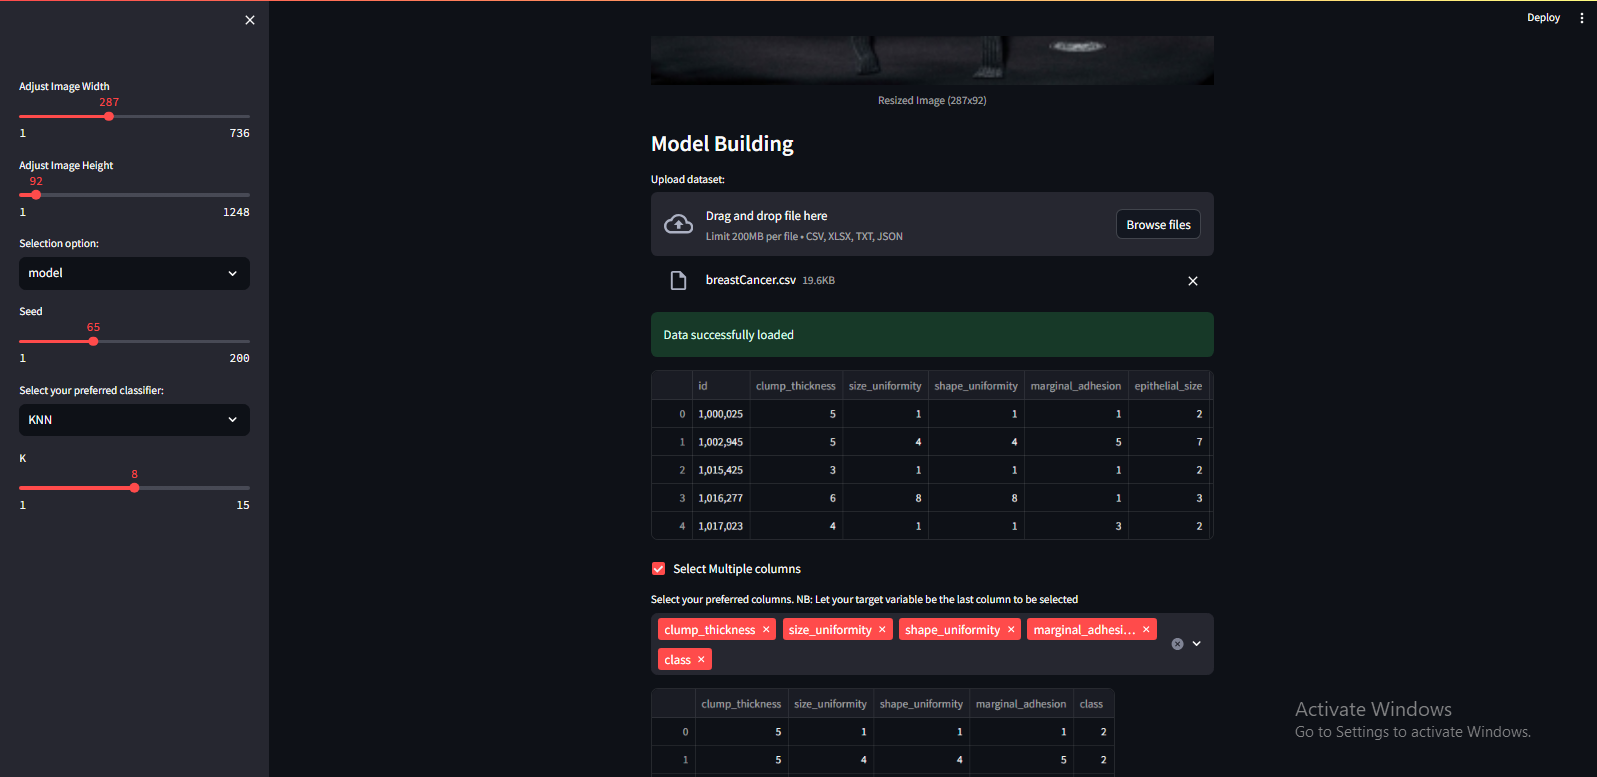 Deploy
Adjust Image Width
287
1 736
Adjust Image Height
92
1 1248
Selection option:
model
Seed
65
1 200
Select your preferred classifier:
KNN
K
8
1 15
Resized Image (287x92)
Model Building
Upload dataset:
Drag and drop file here
Limit 200MB per file • CSV, XLSX, TXT, JSON
Browse files
breastCancer.csv 19.6KB
Data successfully loaded
id clump_thickness size_uniformity shape_uniformity marginal_adhesion epithelial_size
0 1,000,025 5 1 1 1 2
1 1,002,945 5 4 4 5 7
2 1,015,425 3 1 1 1 2
3 1,016,277 6 8 8 1 3
4 1,017,023 4 1 1 3 2
Select Multiple columns
Select your preferred columns. NB: Let your target variable be the last column to be selected
clump_thickness × size_uniformity × shape_uniformity × marginal_adhesi... ×
class ×
clump_thickness size_uniformity shape_uniformity marginal_adhesion class
0 5 1 1 1 2
1 5 4 4 5 2
Activate Windows
Go to Settings to activate Windows.